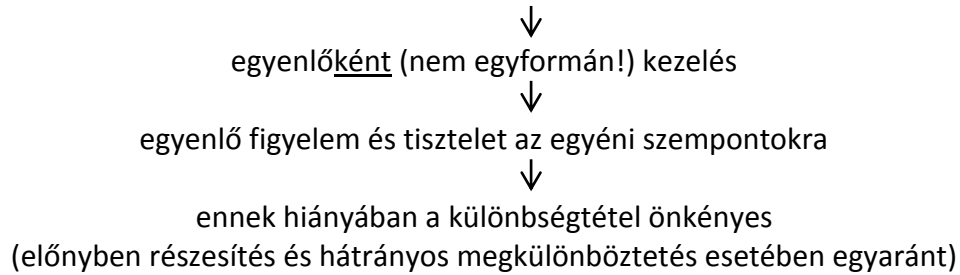 egyenlőként (nem egyformán!) kezelés
egyenlő figyelem és tisztelet az egyéni szempontokra
ennek hiányában a különbségtétel önkényes
(előnyben részesítés és hátrányos megkülönböztetés esetében egyaránt)